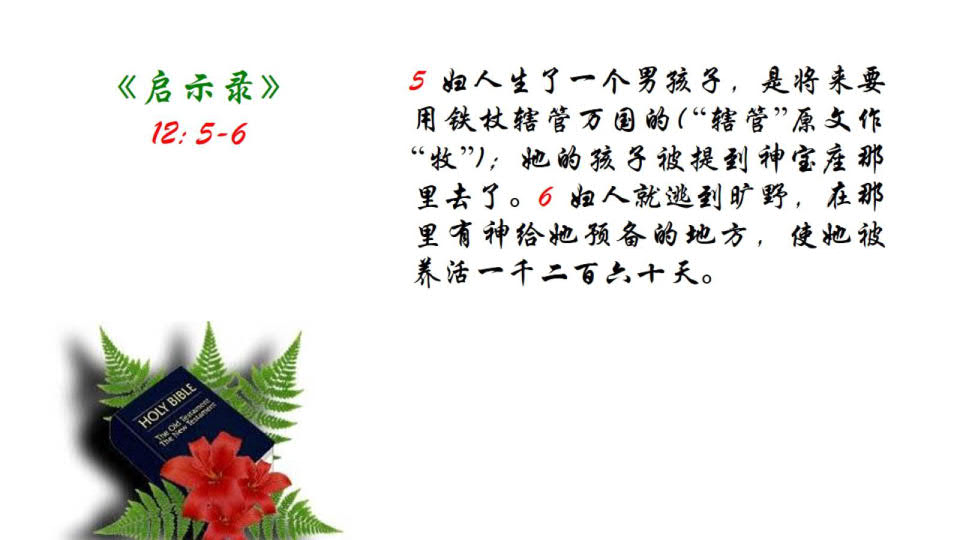 《启示录》
12: 5-6
5 妇人生了一个男孩子，是将来要
用铁杖辖管万国的(“辖管”原文作
“牧”)；她的孩子被提到神宝座那
里去了。6 妇人就逃到旷野，在那
里有神给她预备的地方，使她被
养活一千二百六十天。
HOLY BIBLE
The Old Testament
The New Testament